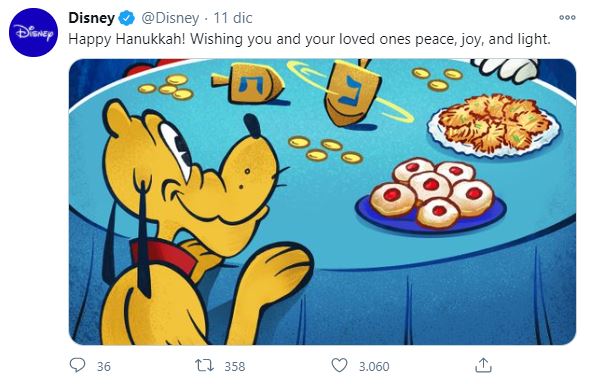 Disney
Disney @Disney · 11 dic
Happy Hanukkah! Wishing you and your loved ones peace, joy, and light.
ה
נ
36 358 3.060